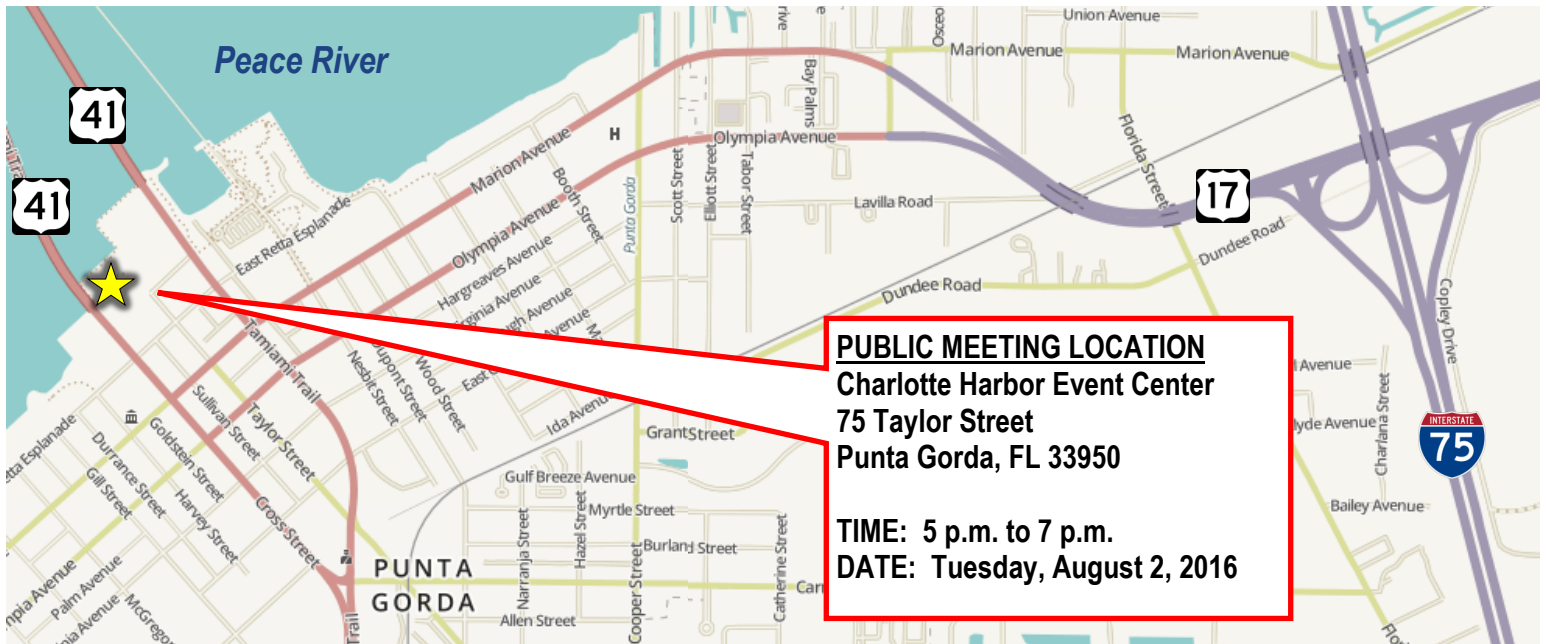 Peace River
41
41
17
INTERSTATE
75
PUBLIC MEETING LOCATION
Charlotte Harbor Event Center
75 Taylor Street
Punta Gorda, FL 33950
TIME: 5 p.m. to 7 p.m.
DATE: Tuesday, August 2, 2016
Union Avenue
Marion Avenue
Marion Avenue
Bay Palms
Olympia Avenue
Florida Street
H
Marion Avenue
Booth Street
Punta Gorda
Scott Street
Elliott Street
Tabor Street
Lavilla Road
Dundee Road
Dundee Road
Copley Drive
East Retta Esplanade
Olympia Avenue
Hargreaves Avenue
Tamiami Trail
Nesbit Street
Wood Street
Ida Avenue
GrantStreet
Sullivan Street
Taylor Street
Goldstein Street
Durrance Street
Gill Street
Harvey Street
Cross Street
Gulf Breeze Avenue
Myrtle Street
Burland Street
Narranja Street
Hazel Street
Cooper Street
Catherine Street
Allen Street
PUNTA
GORDA
Palm Avenue
Charlana Street
Bailey Avenue
Trail